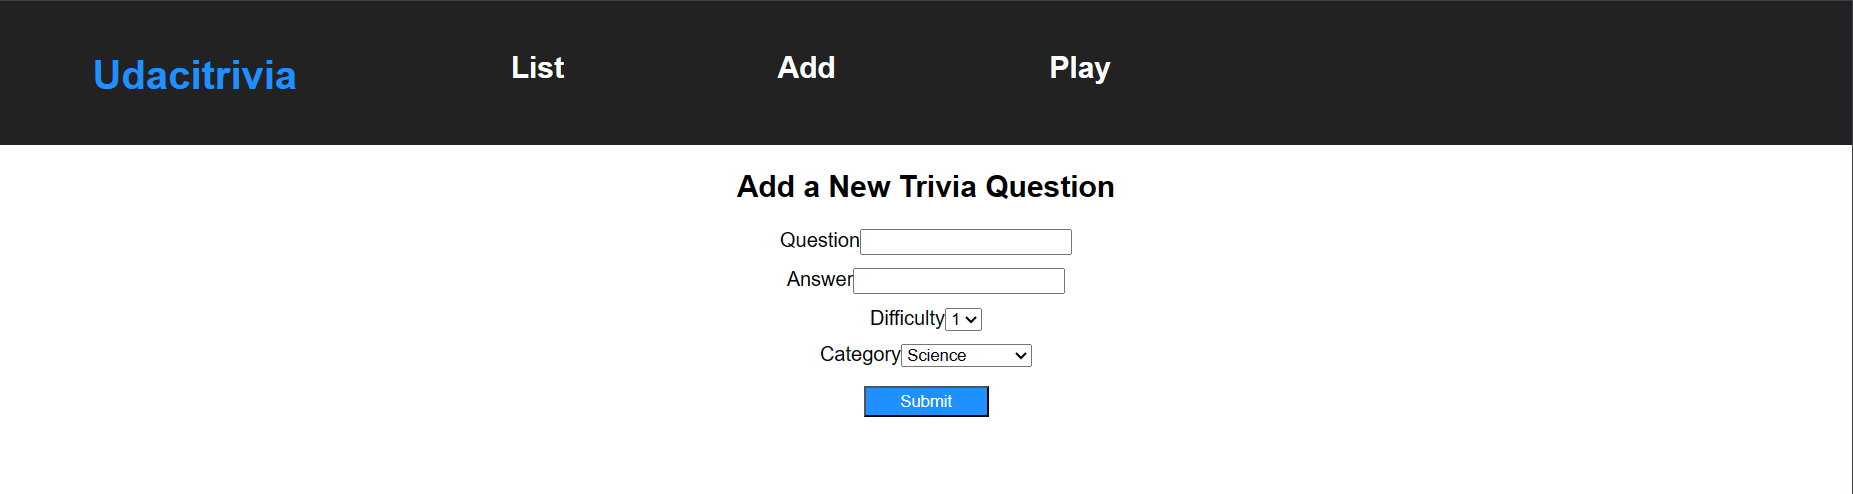 Udacitrivia List Add Play
Add a New Trivia Question
Question
Answer
Difficulty 1
Category Science
Submit